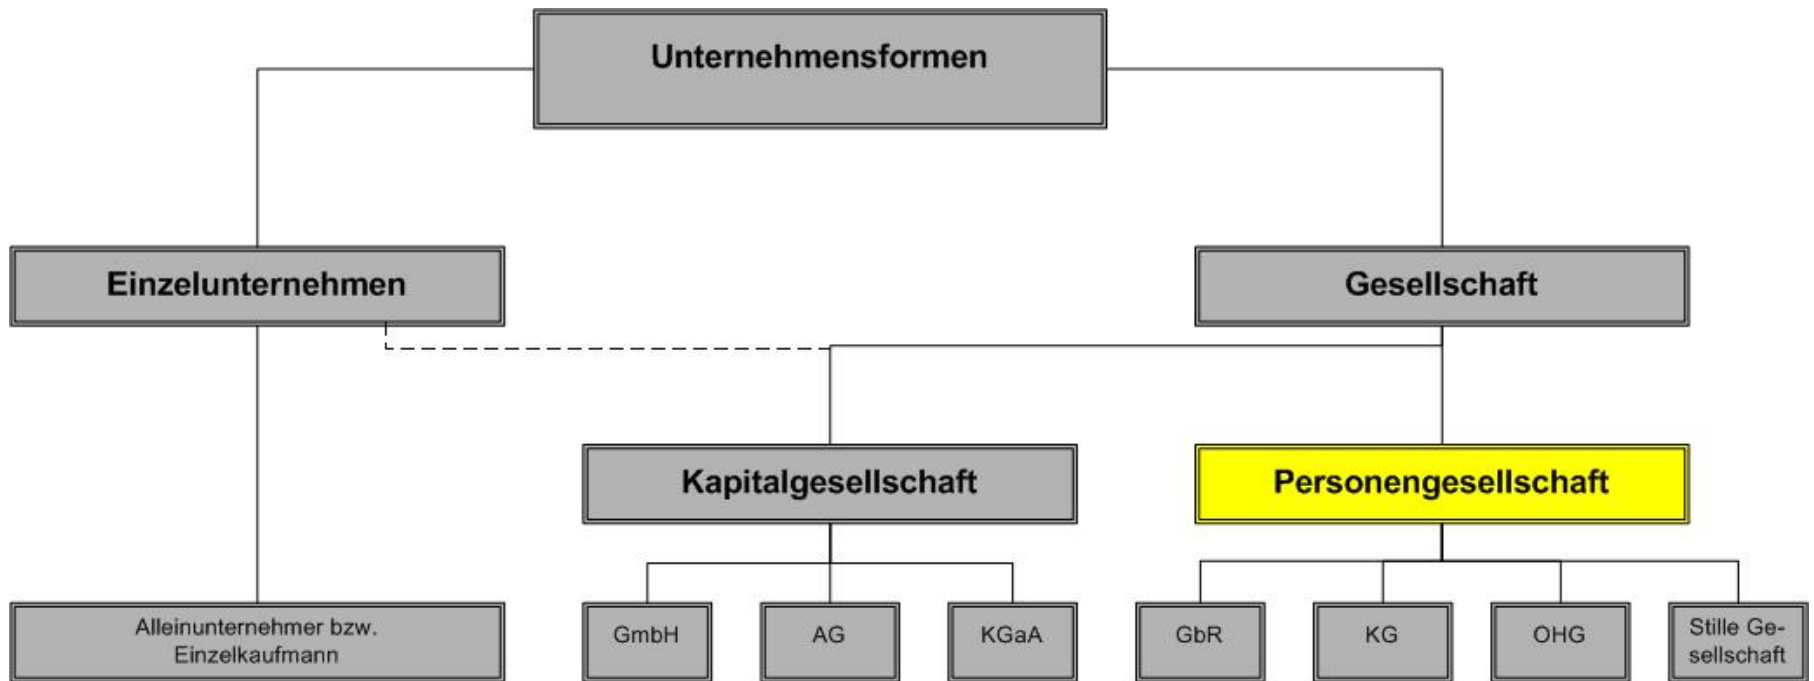 Unternehmensformen
Einzelunternehmen
Gesellschaft
Kapitalgesellschaft
Personengesellschaft
Alleinunternehmer bzw.
Einzelkaufmann
GmbH
AG
KGaA
GbR
KG
OHG
Stille Ge-
sellschaft